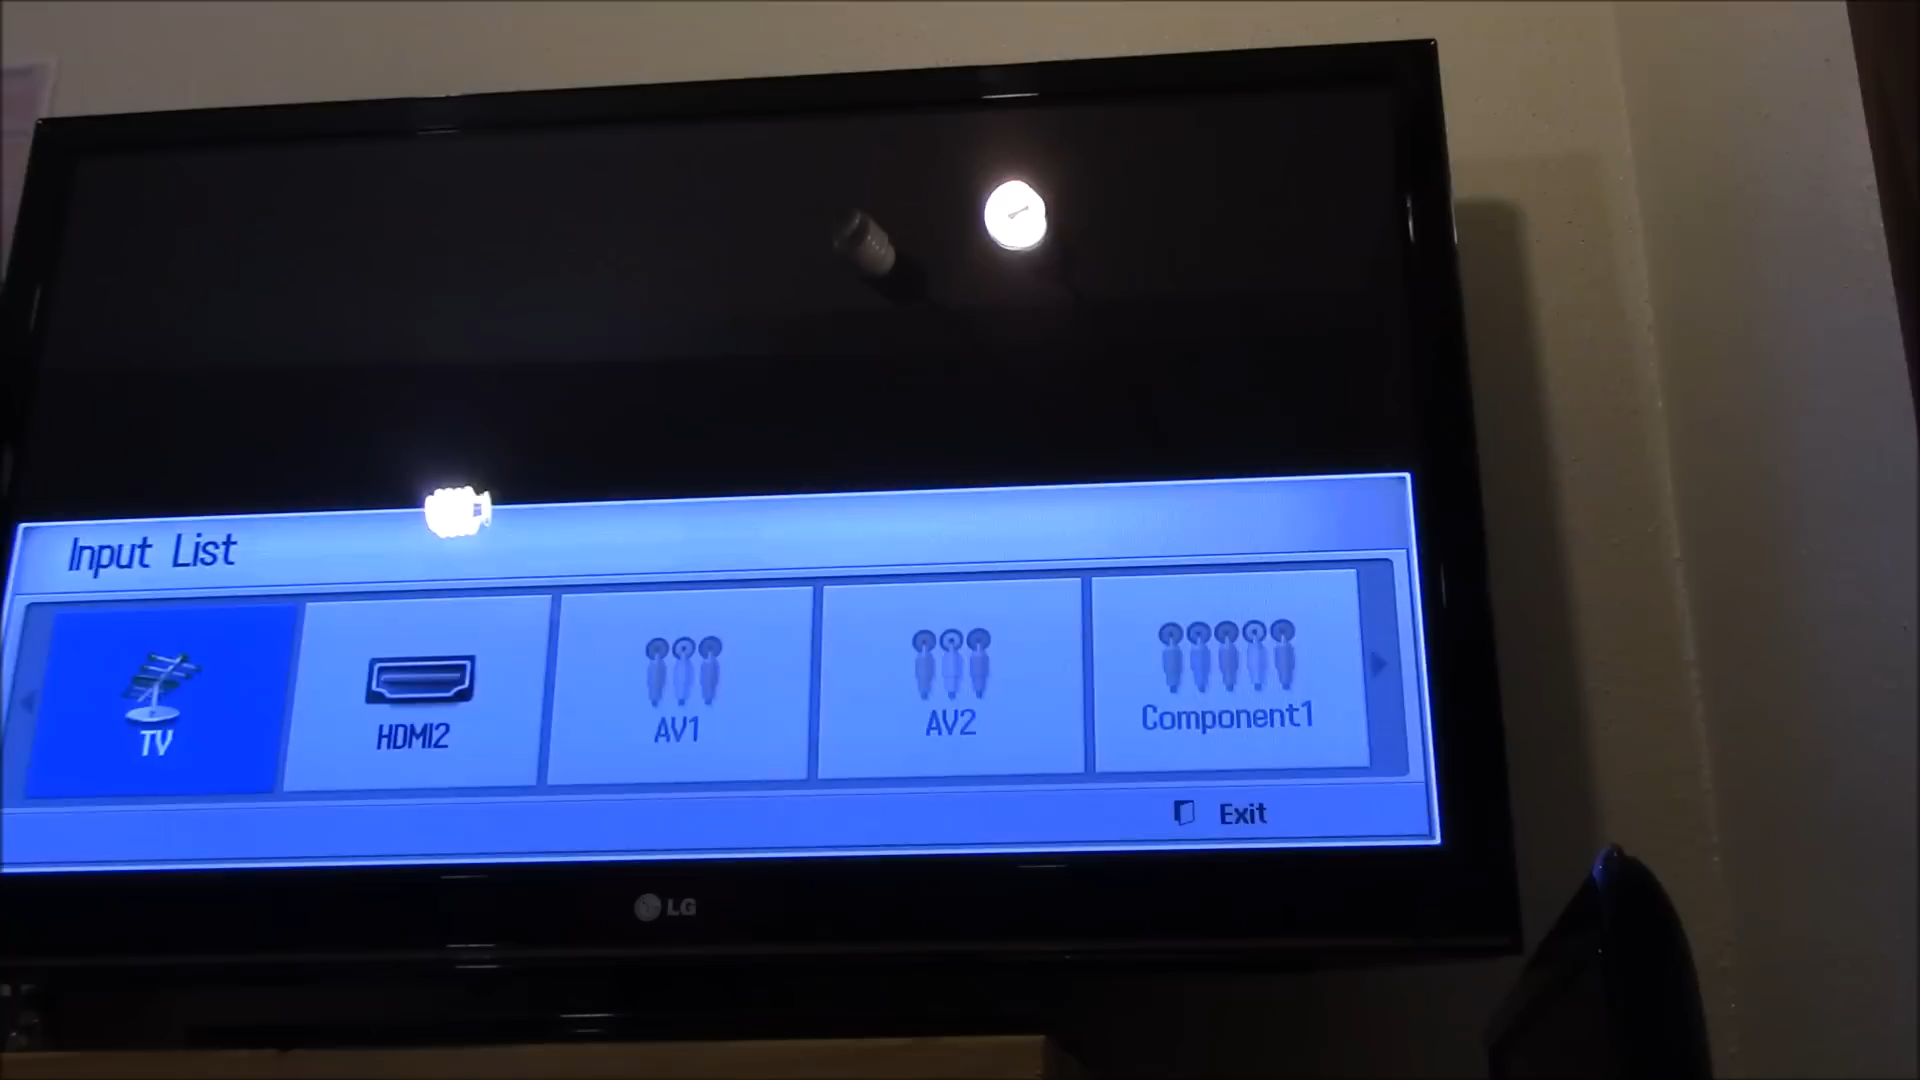 Input List
TV
HDMI2
AV1
AV2
Component1
Exit
LG